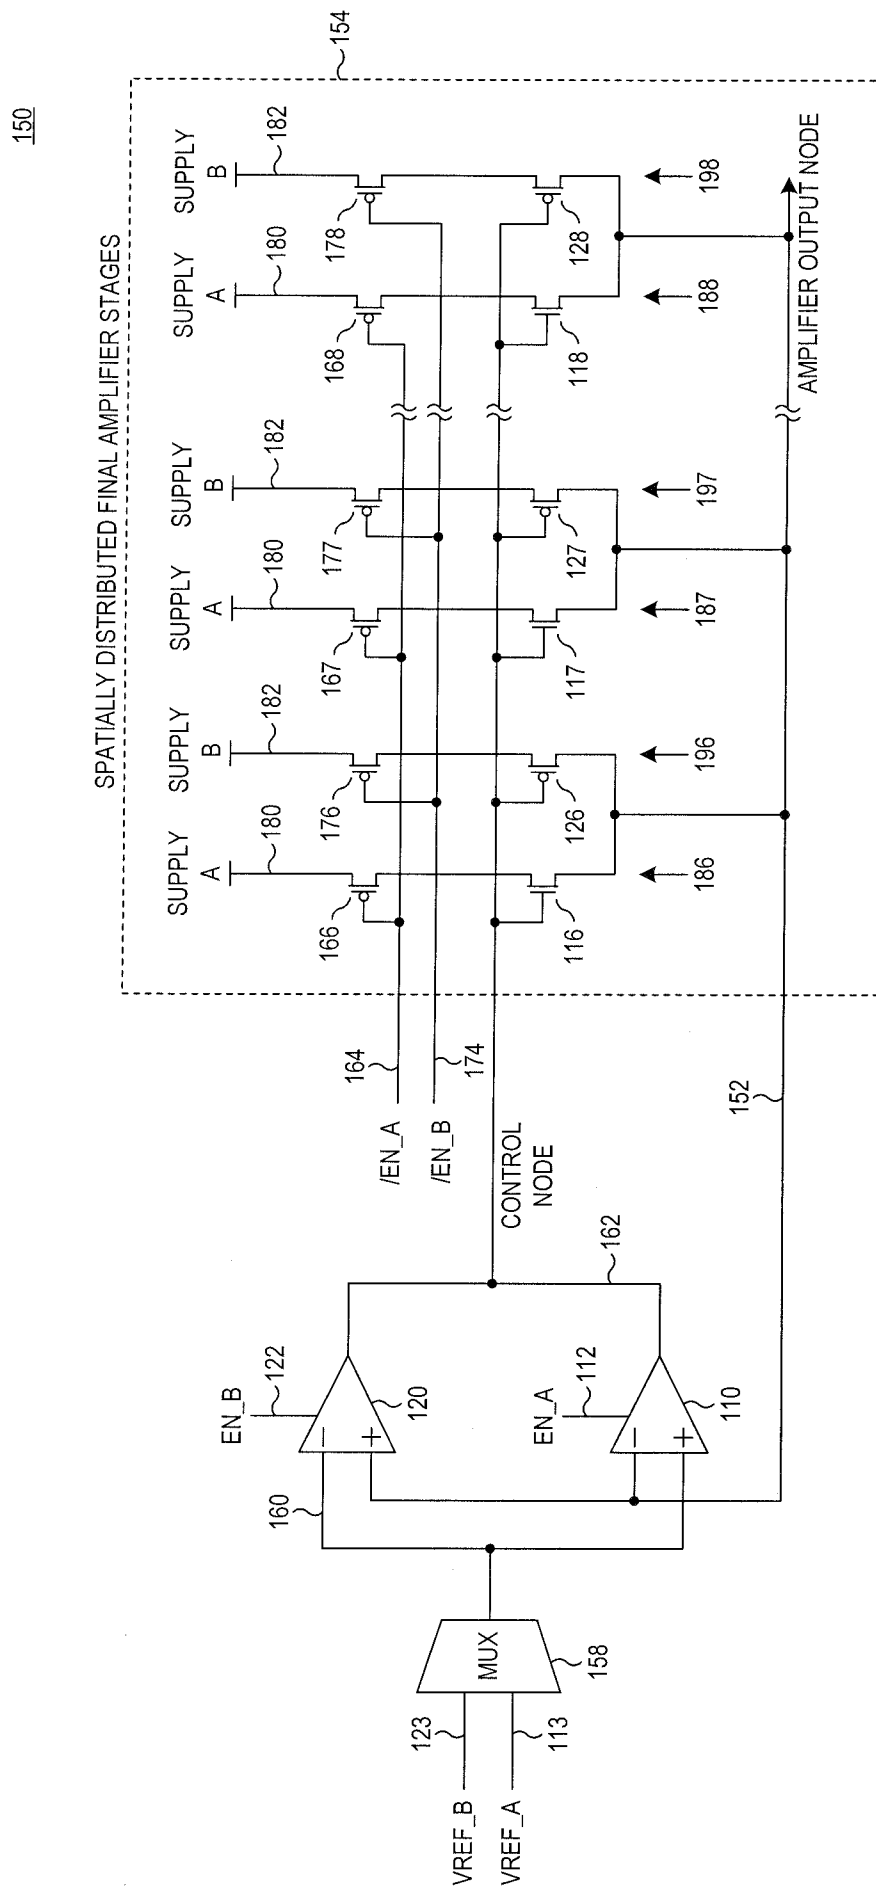 150
SPATIALLY DISTRIBUTED FINAL AMPLIFIER STAGES
154
SUPPLY A
SUPPLY B
SUPPLY A
SUPPLY B
SUPPLY A
SUPPLY B
180
182
180
182
180
182
166
176
167
177
168
178
/EN_A
164
/EN_B
174
CONTROL NODE
116
126
117
127
118
128
186
196
187
197
188
198
AMPLIFIER OUTPUT NODE
152
162
EN_B
122
120
−
+
160
EN_A
112
110
−
+
MUX
158
VREF_B
123
VREF_A
113